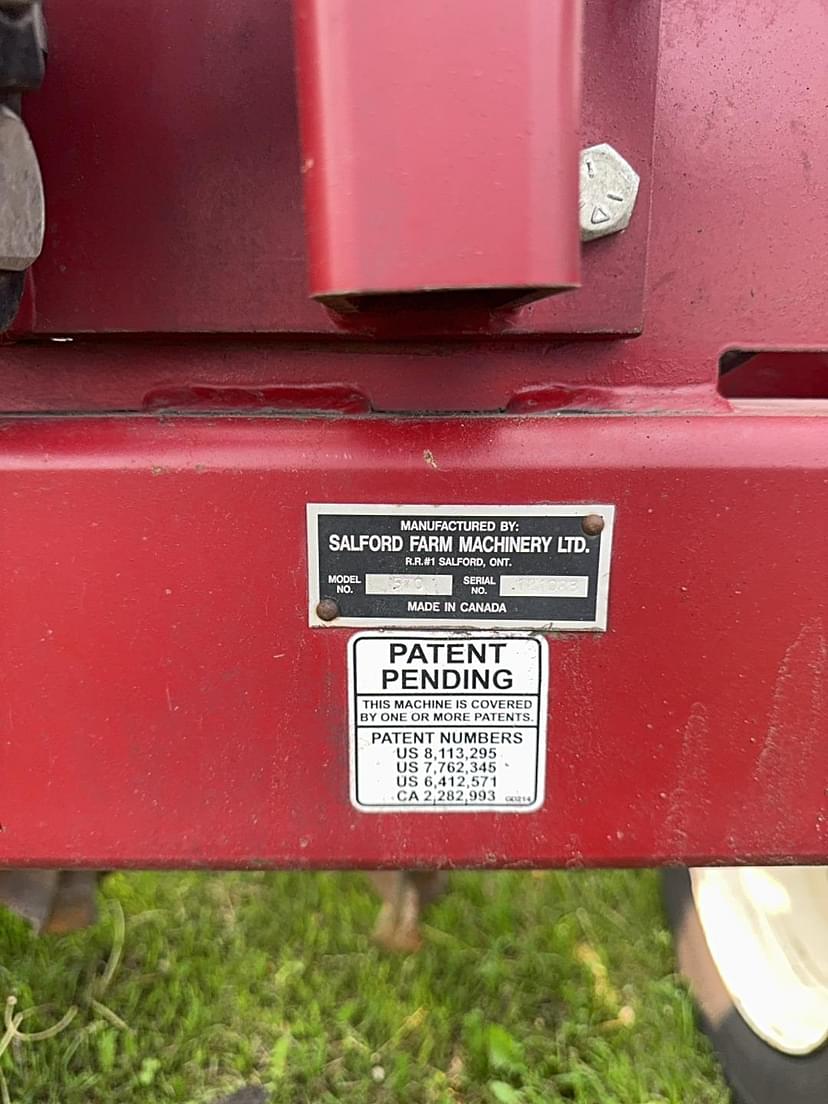 MANUFACTURED BY:
SALFORD FARM MACHINERY LTD.
R.R.#1 SALFORD, ONT.
MODEL NO. 570 SERIAL NO.
MADE IN CANADA
PATENT
PENDING
THIS MACHINE IS COVERED
BY ONE OR MORE PATENTS.
PATENT NUMBERS
US 8,113,295
US 7,762,345
US 6,412,571
CA 2,282,993 GD214